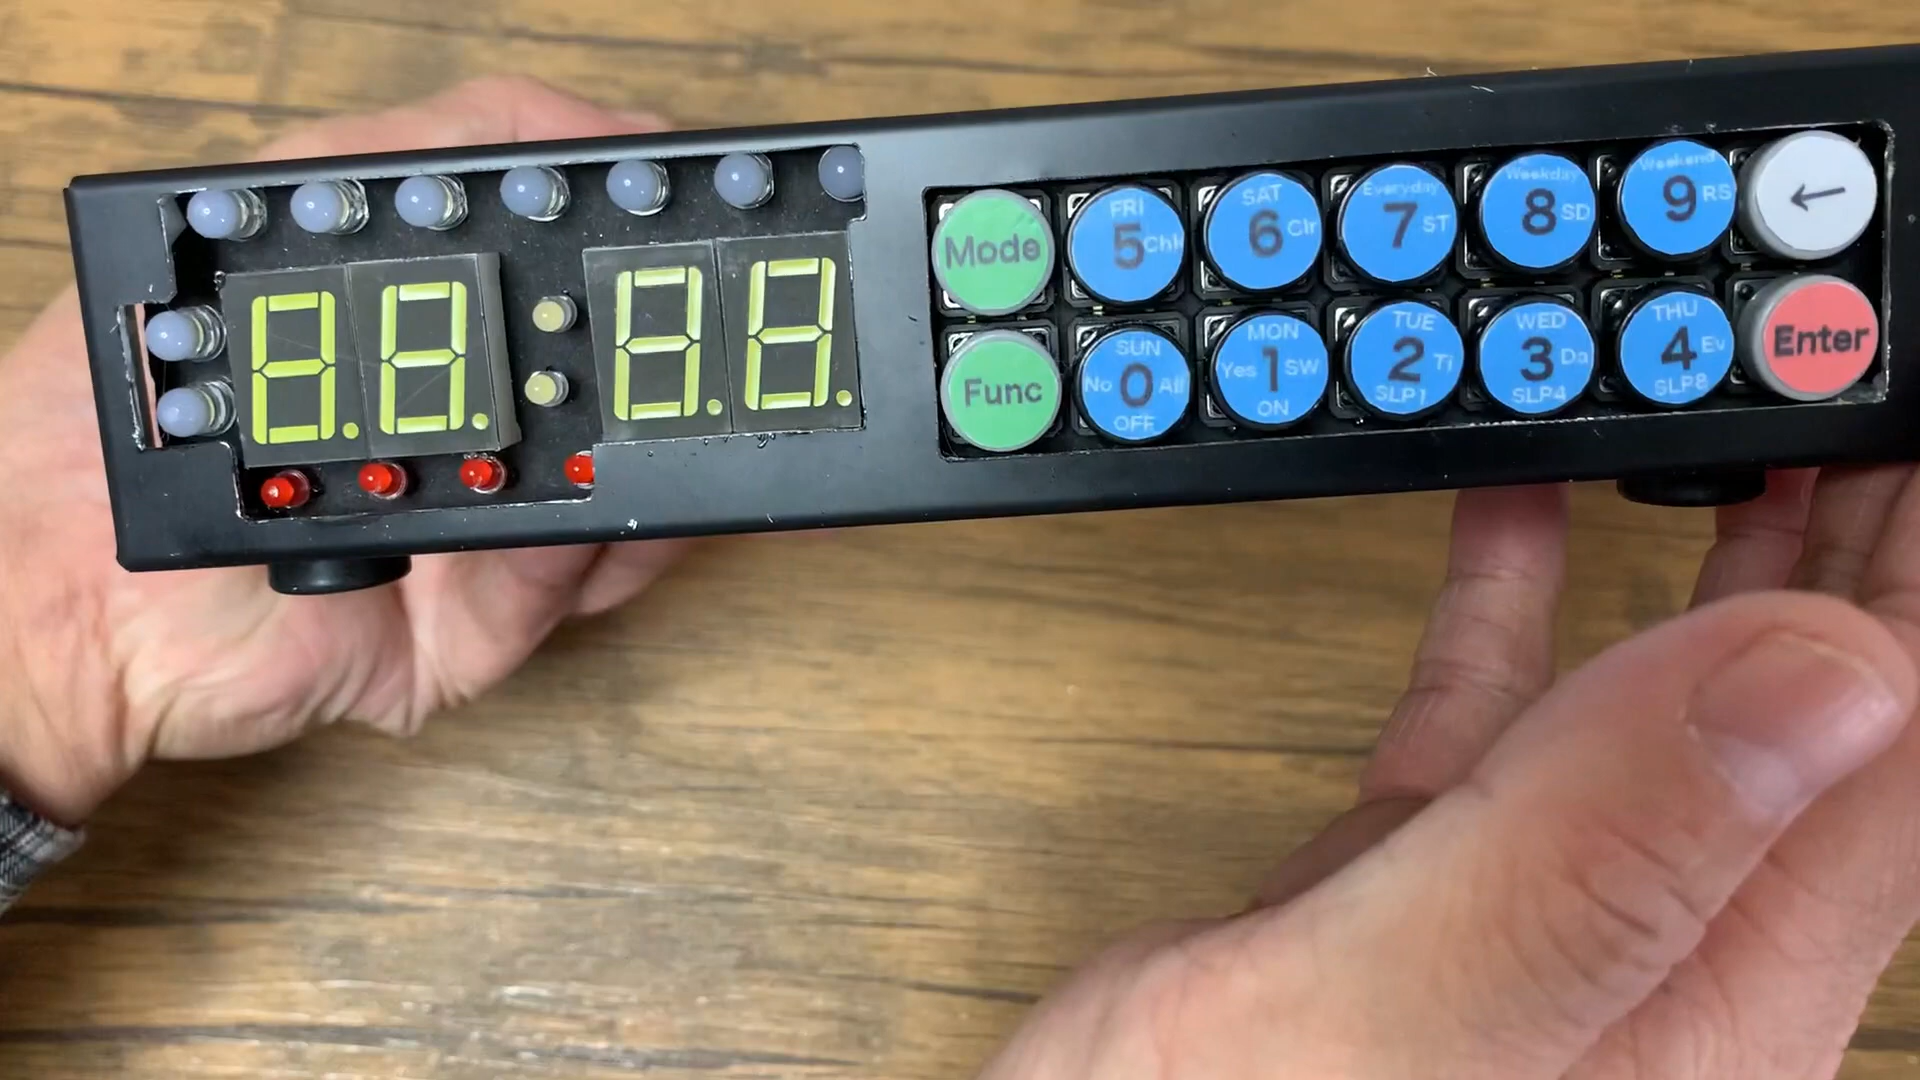 Mode
FRI
5 Chk
SAT
6 Clr
Everyday
7 ST
Weekday
8 SD
Weekend
9 RS
←
Func
SUN
No 0 All
OFF
MON
Yes 1 SW
ON
TUE
2 Ti
SLP1
WED
3 Da
SLP4
THU
4 Ev
SLP8
Enter